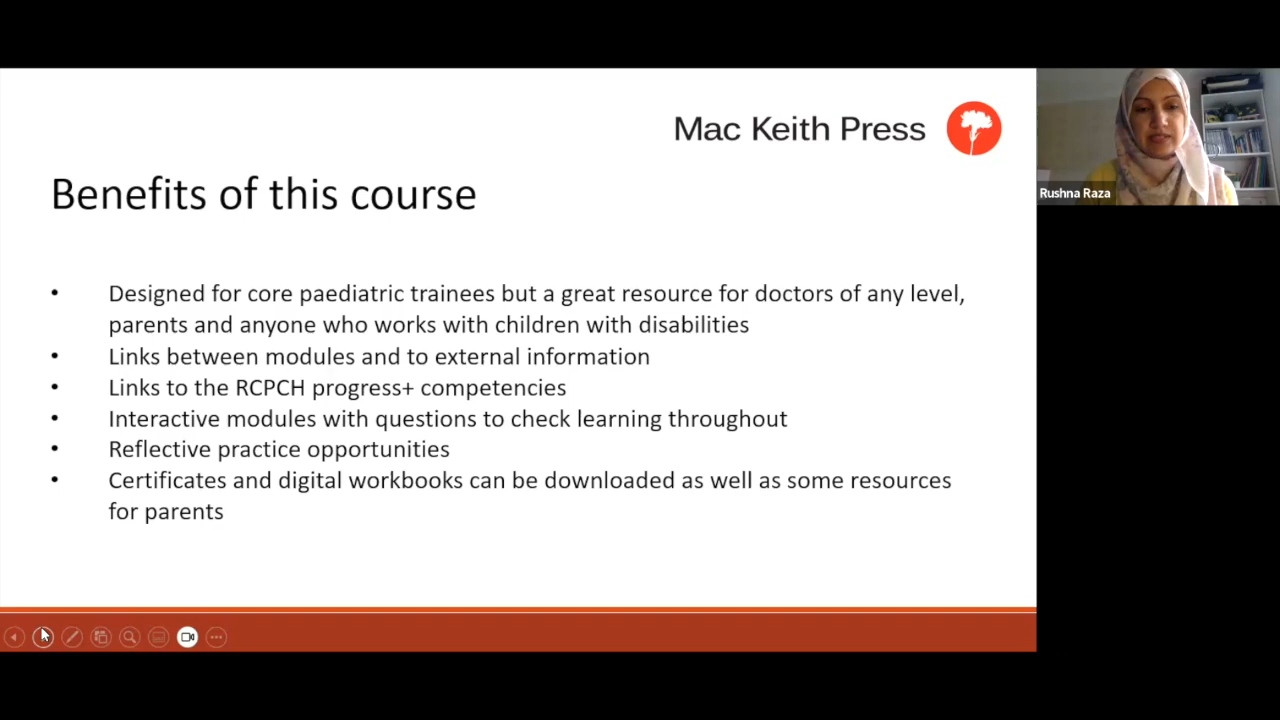 Mac Keith Press
Rushna Raza
Benefits of this course
• Designed for core paediatric trainees but a great resource for doctors of any level,
parents and anyone who works with children with disabilities
• Links between modules and to external information
• Links to the RCPCH progress+ competencies
• Interactive modules with questions to check learning throughout
• Reflective practice opportunities
• Certificates and digital workbooks can be downloaded as well as some resources
for parents